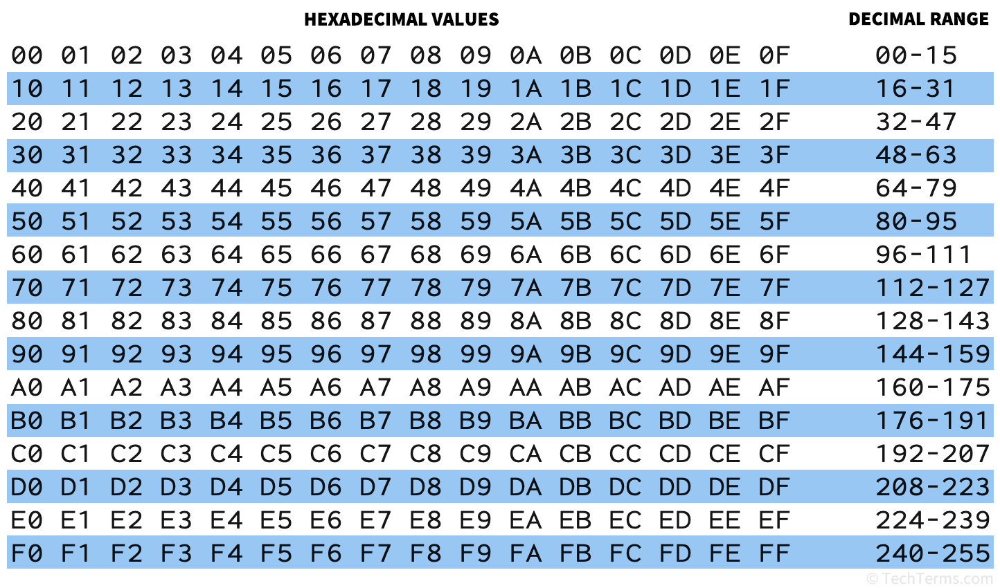 HEXADECIMAL VALUES DECIMAL RANGE
00 01 02 03 04 05 06 07 08 09 0A 0B 0C 0D 0E 0F 00-15
10 11 12 13 14 15 16 17 18 19 1A 1B 1C 1D 1E 1F 16-31
20 21 22 23 24 25 26 27 28 29 2A 2B 2C 2D 2E 2F 32-47
30 31 32 33 34 35 36 37 38 39 3A 3B 3C 3D 3E 3F 48-63
40 41 42 43 44 45 46 47 48 49 4A 4B 4C 4D 4E 4F 64-79
50 51 52 53 54 55 56 57 58 59 5A 5B 5C 5D 5E 5F 80-95
60 61 62 63 64 65 66 67 68 69 6A 6B 6C 6D 6E 6F 96-111
70 71 72 73 74 75 76 77 78 79 7A 7B 7C 7D 7E 7F 112-127
80 81 82 83 84 85 86 87 88 89 8A 8B 8C 8D 8E 8F 128-143
90 91 92 93 94 95 96 97 98 99 9A 9B 9C 9D 9E 9F 144-159
A0 A1 A2 A3 A4 A5 A6 A7 A8 A9 AA AB AC AD AE AF 160-175
B0 B1 B2 B3 B4 B5 B6 B7 B8 B9 BA BB BC BD BE BF 176-191
C0 C1 C2 C3 C4 C5 C6 C7 C8 C9 CA CB CC CD CE CF 192-207
D0 D1 D2 D3 D4 D5 D6 D7 D8 D9 DA DB DC DD DE DF 208-223
E0 E1 E2 E3 E4 E5 E6 E7 E8 E9 EA EB EC ED EE EF 224-239
F0 F1 F2 F3 F4 F5 F6 F7 F8 F9 FA FB FC FD FE FF 240-255
© TechTerms.com